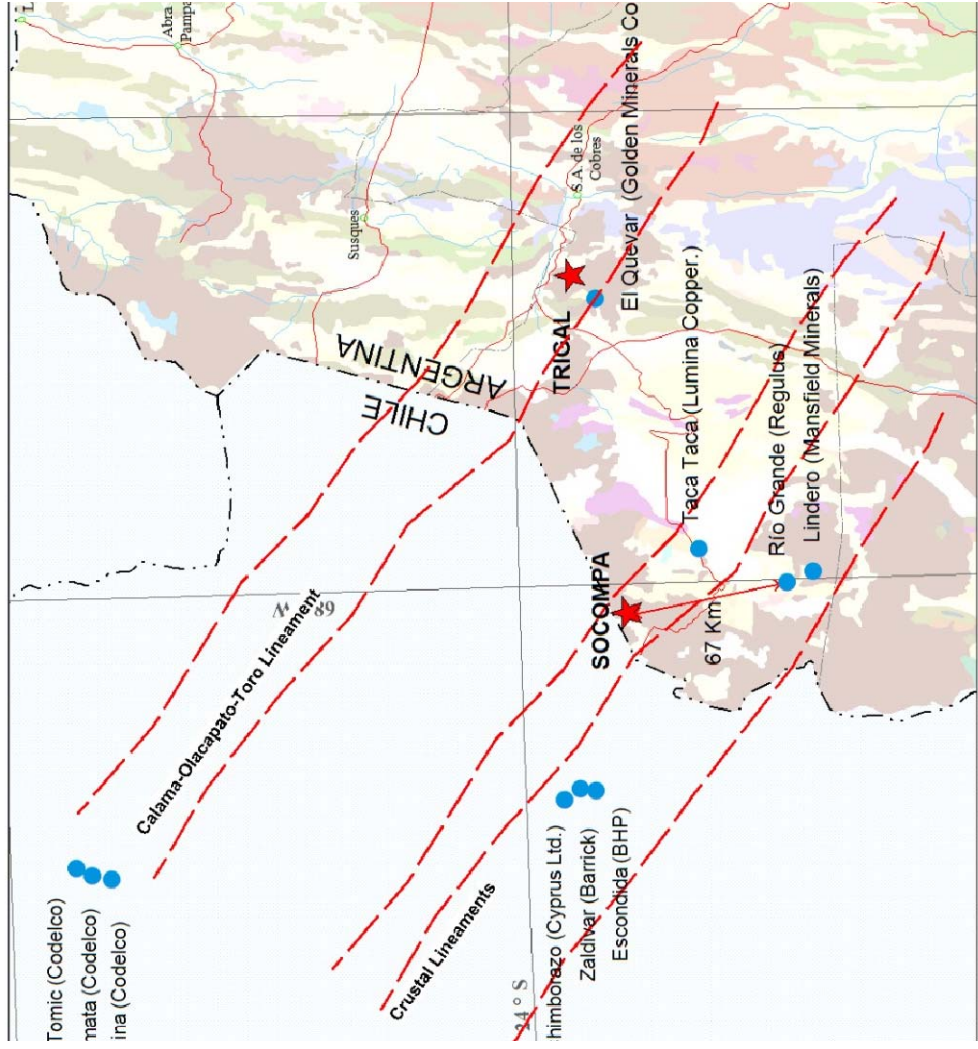 Tomic (Codelco)
mata (Codelco)
ina (Codelco)
Calama-Olacapato-Toro Lineament
68
Abra
Pampa
Susques
CHILE
ARGENTINA
Crustal Lineaments
24 ° S
S.A. de los
Cobres
TRIGAL
El Quevar (Golden Minerals Co
himborazo (Cyprus Ltd.)
Zaldivar (Barrick)
Escondida (BHP)
SOCOMPA
Taca Taca (Lumina Copper.)
67 Km
Río Grande (Regulus)
Lindero (Mansfield Minerals)